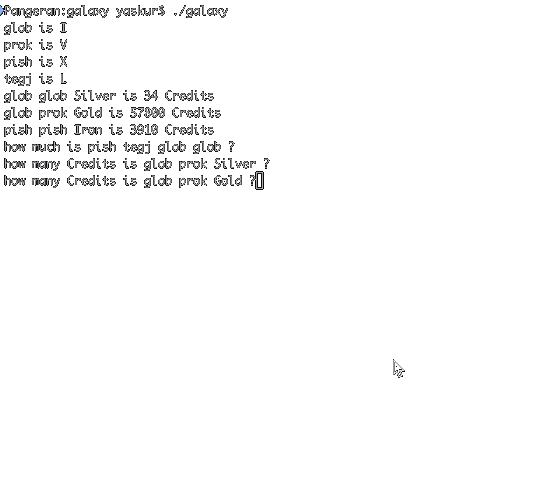 Pangeran:galaxy yaskur$ ./galaxy
glob is I
prok is V
pish is X
tegj is L
glob glob Silver is 34 Credits
glob prok Gold is 57800 Credits
pish pish Iron is 3910 Credits
how much is pish tegj glob glob ?
how many Credits is glob prok Silver ?
how many Credits is glob prok Gold ?